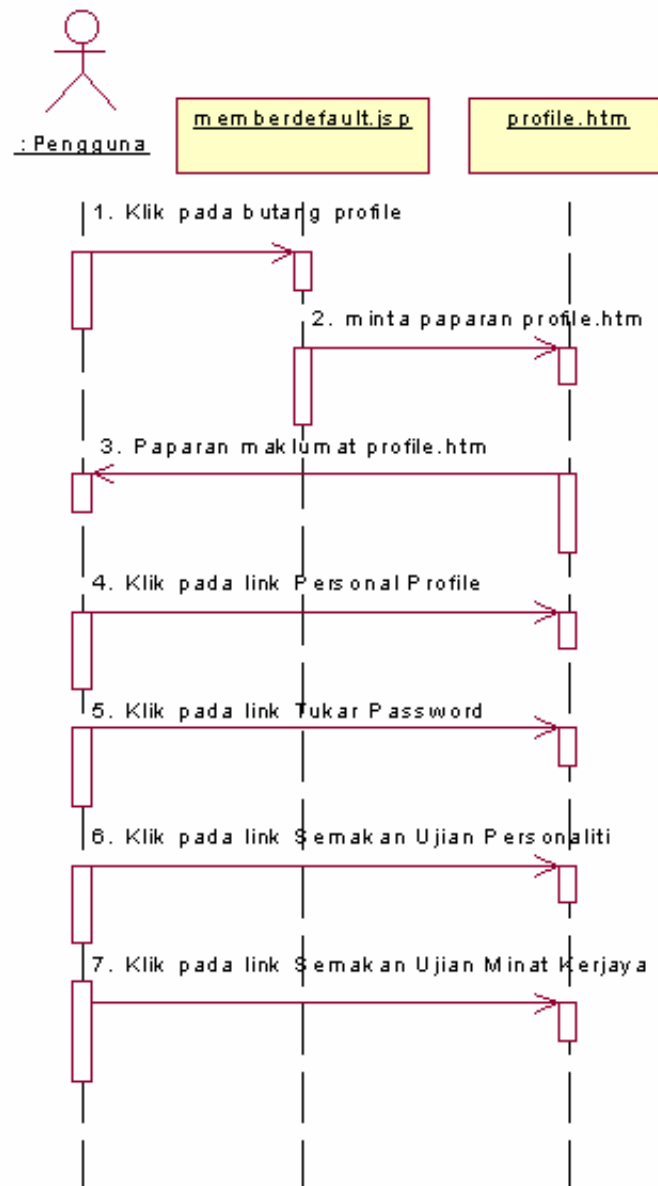 : Pengguna
memberdefault.jsp
profile.htm
1. Klik pada butang profile
2. minta paparan profile.htm
3. Paparan maklumat profile.htm
4. Klik pada link Personal Profile
5. Klik pada link Tukar Password
6. Klik pada link Semakan Ujian Personaliti
7. Klik pada link Semakan Ujian Minat Kerjaya